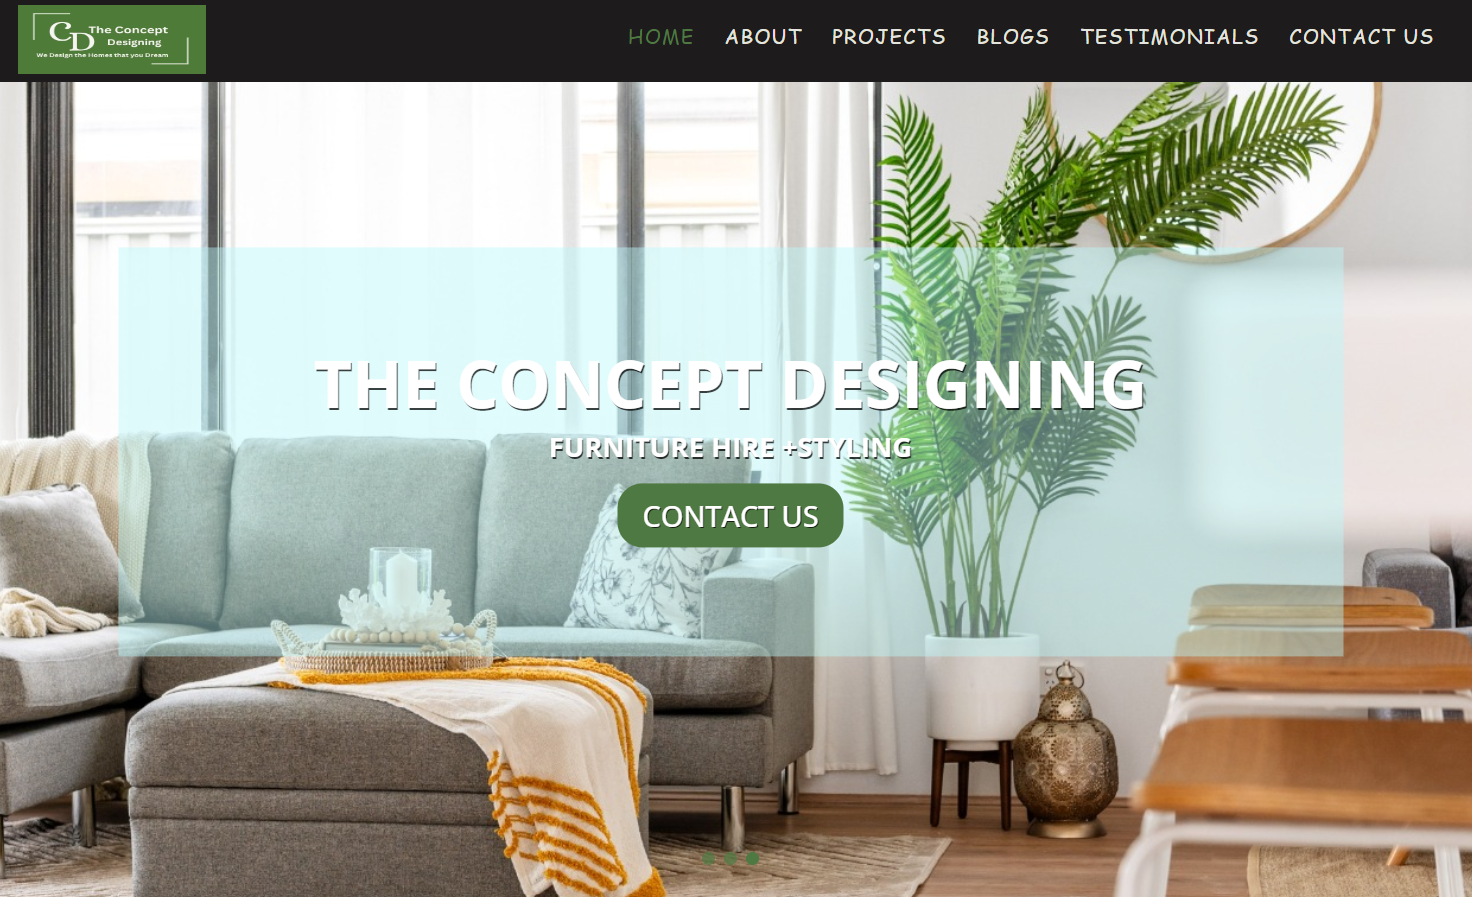 CD The Concept
Designing
We Design the Homes that you Dream
HOME ABOUT PROJECTS BLOGS TESTIMONIALS CONTACT US
THE CONCEPT DESIGNING
FURNITURE HIRE +STYLING
CONTACT US